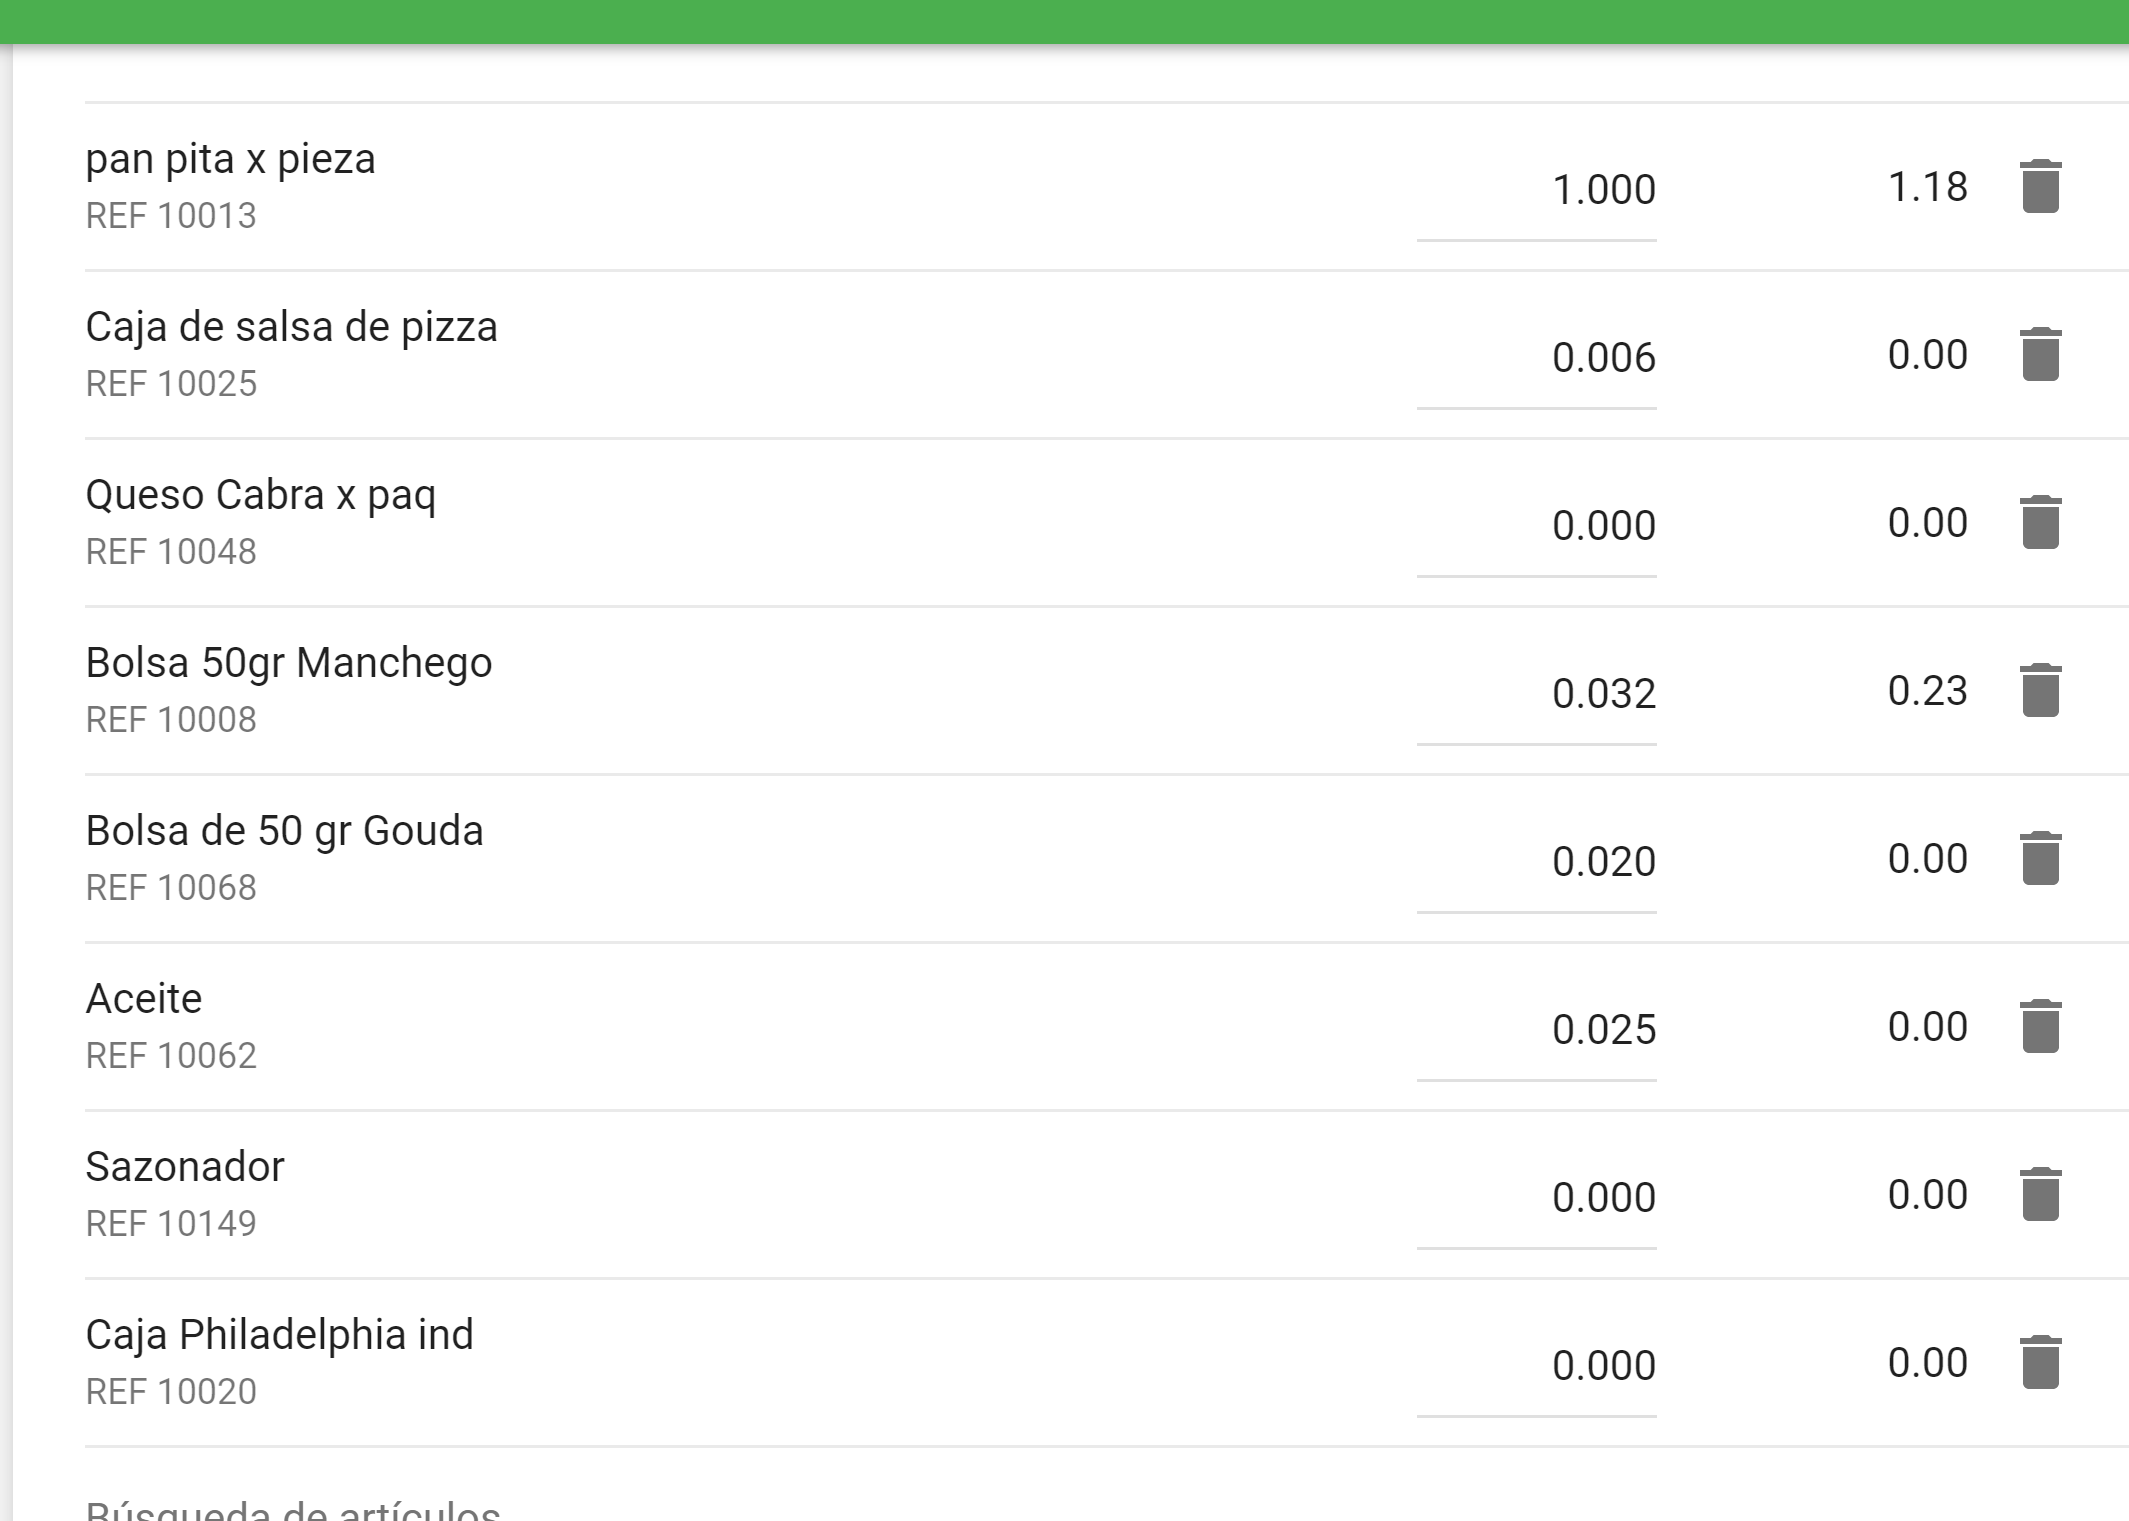 pan pita x pieza
REF 10013
1.000
1.18
Caja de salsa de pizza
REF 10025
0.006
0.00
Queso Cabra x paq
REF 10048
0.000
0.00
Bolsa 50gr Manchego
REF 10008
0.032
0.23
Bolsa de 50 gr Gouda
REF 10068
0.020
0.00
Aceite
REF 10062
0.025
0.00
Sazonador
REF 10149
0.000
0.00
Caja Philadelphia ind
REF 10020
0.000
0.00
Búsqueda de artículos